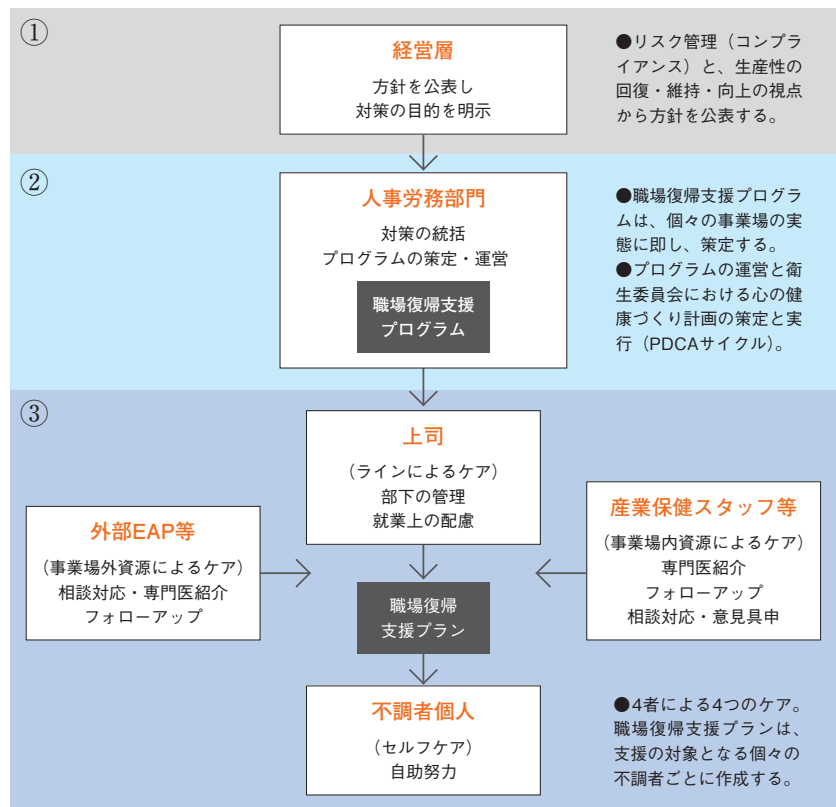 ①
経営層
方針を公表し
対策の目的を明示
●リスク管理（コンプラ
イアンス）と、生産性の
回復・維持・向上の視点
から方針を公表する。
②
人事労務部門
対策の統括
プログラムの策定・運営
職場復帰支援
プログラム
●職場復帰支援プログラ
ムは、個々の事業場の実
態に即し、策定する。
●プログラムの運営と衛
生委員会における心の健
康づくり計画の策定と実
行（PDCAサイクル）。
③
上司
（ラインによるケア）
部下の管理
就業上の配慮
外部EAP等
（事業場外資源によるケア）
相談対応・専門医紹介
フォローアップ
産業保健スタッフ等
（事業場内資源によるケア）
専門医紹介
フォローアップ
相談対応・意見具申
職場復帰
支援プラン
不調者個人
（セルフケア）
自助努力
●4者による4つのケア。
職場復帰支援プランは、
支援の対象となる個々の
不調者ごとに作成する。